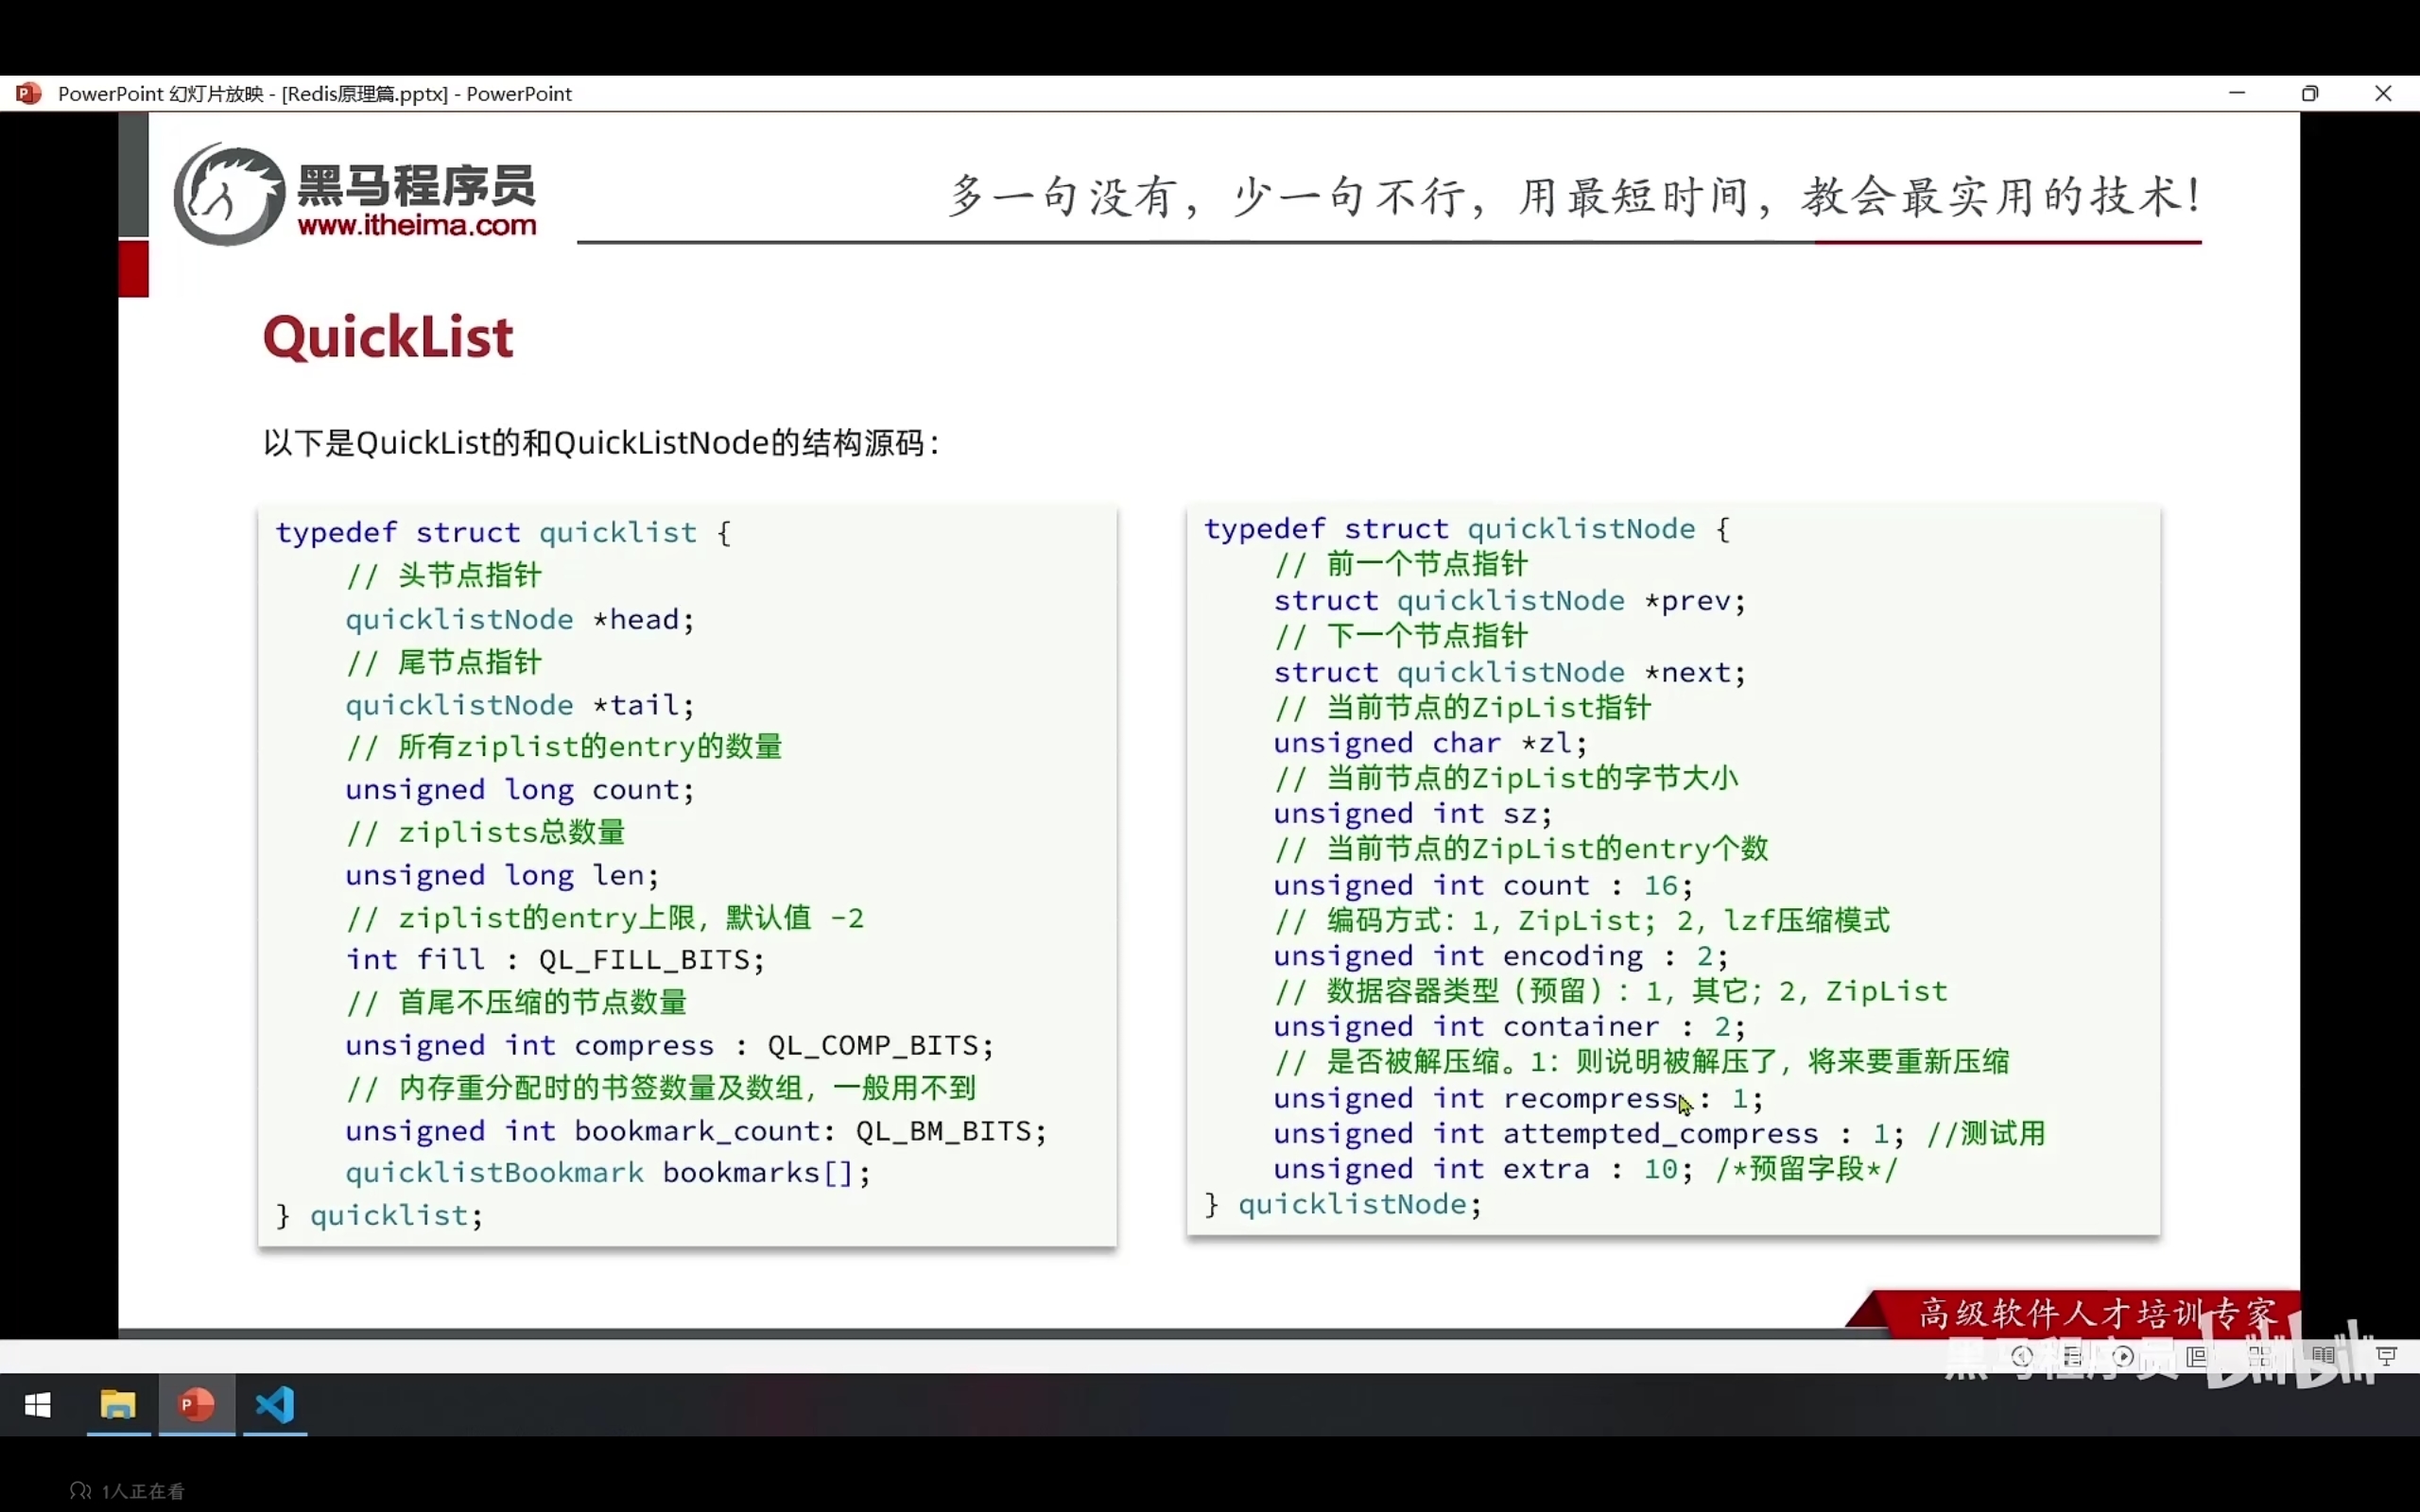 PowerPoint 幻灯片放映 - [Redis原理篇.pptx] - PowerPoint
黑马程序员
www.itheima.com
多一句没有，少一句不行，用最短时间，教会最实用的技术！
QuickList
以下是QuickList的和QuickListNode的结构源码：
typedef struct quicklist {
// 头节点指针
quicklistNode *head;
// 尾节点指针
quicklistNode *tail;
// 所有ziplist的entry的数量
unsigned long count;
// ziplists总数量
unsigned long len;
// ziplist的entry上限，默认值 -2
int fill : QL_FILL_BITS;
// 首尾不压缩的节点数量
unsigned int compress : QL_COMP_BITS;
// 内存重分配时的书签数量及数组，一般用不到
unsigned int bookmark_count: QL_BM_BITS;
quicklistBookmark bookmarks[];
} quicklist;
typedef struct quicklistNode {
// 前一个节点指针
struct quicklistNode *prev;
// 下一个节点指针
struct quicklistNode *next;
// 当前节点的ZipList指针
unsigned char *zl;
// 当前节点的ZipList的字节大小
unsigned int sz;
// 当前节点的ZipList的entry个数
unsigned int count : 16;
// 编码方式：1，ZipList；2，lzf压缩模式
unsigned int encoding : 2;
// 数据容器类型（预留）：1，其它；2，ZipList
unsigned int container : 2;
// 是否被解压缩。1：则说明被解压了，将来要重新压缩
unsigned int recompress : 1;
unsigned int attempted_compress : 1; //测试用
unsigned int extra : 10; /*预留字段*/
} quicklistNode;
高级软件人才培训专家
黑马程序员 bilibili
1人正在看